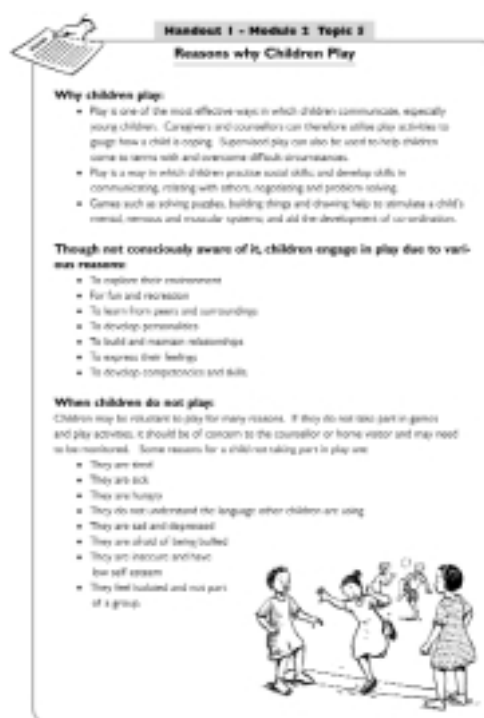 Handout 1 - Module 2 Topic 5
Reasons why Children Play
Why children play:
• Play is one of the most effective ways in which children communicate, especially
young children. Caregivers and counsellors can therefore utilise play activities to
gauge how a child is coping. Supervised play can also be used to help children
come to terms with and overcome difficult circumstances.
• Play is a way in which children practise social skills; and develop skills in
communicating, relating with others, negotiating and problem solving.
• Games such as solving puzzles, building things and drawing help to stimulate a child's
mental, nervous and muscular systems; and aid the development of co-ordination.
Though not consciously aware of it, children engage in play due to vari-
ous reasons:
• To explore their environment
• For fun and recreation
• To learn from peers and surroundings
• To develop personalities
• To build and maintain relationships
• To express their feelings
• To develop competencies and skills
When children do not play:
Children may be reluctant to play for many reasons. If they do not take part in games
and play activities, it should be of concern to the counsellor or home visitor and may need
to be monitored. Some reasons for a child not taking part in play are:
• They are tired
• They are sick
• They are hungry
• They do not understand the language other children are using
• They are sad and depressed
• They are afraid of being bullied
• They are insecure and have
low self esteem
• They feel isolated and not part
of a group.